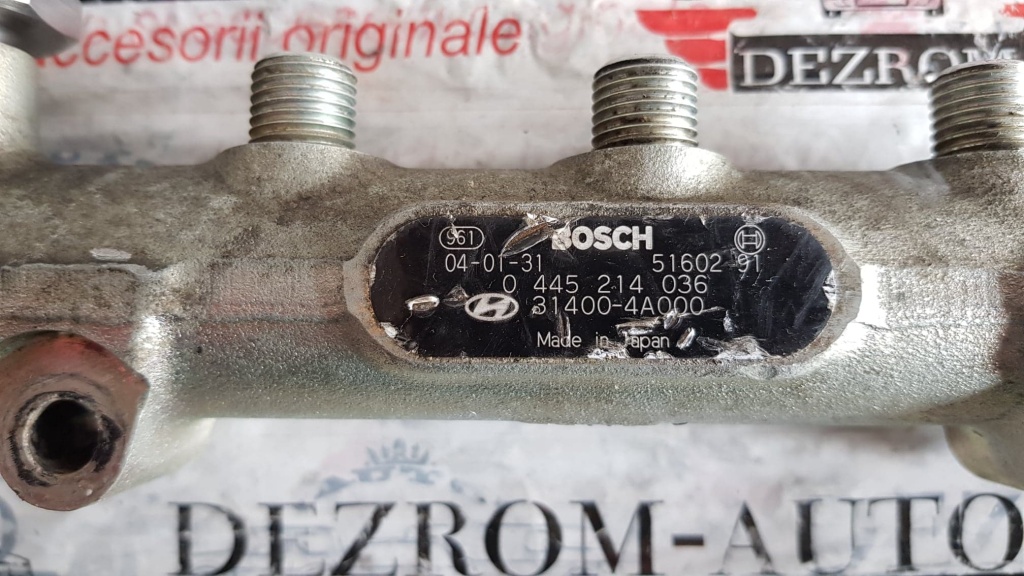 ccesorii originale
DEZROM
961 BOSCH
04-01-31 51602 91
0 445 214 036
31400-4A000
Made in Japan
DEZROM-AUTO